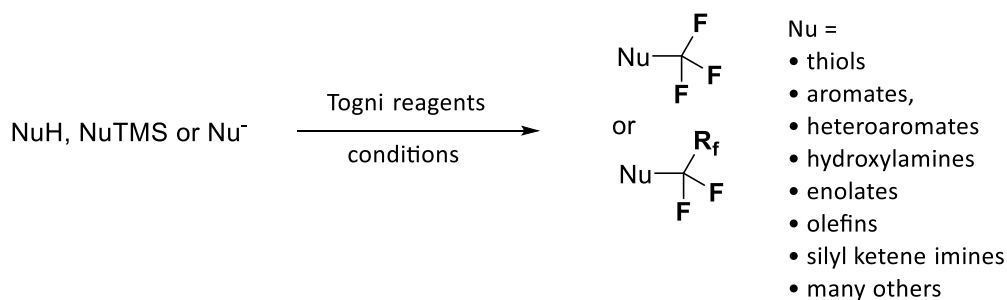 NuH, NuTMS or Nu⁻
Togni reagents
conditions
F
Nu
F
F
or
Rf
Nu
F
F
Nu =
• thiols
• aromates,
• heteroaromates
• hydroxylamines
• enolates
• olefins
• silyl ketene imines
• many others